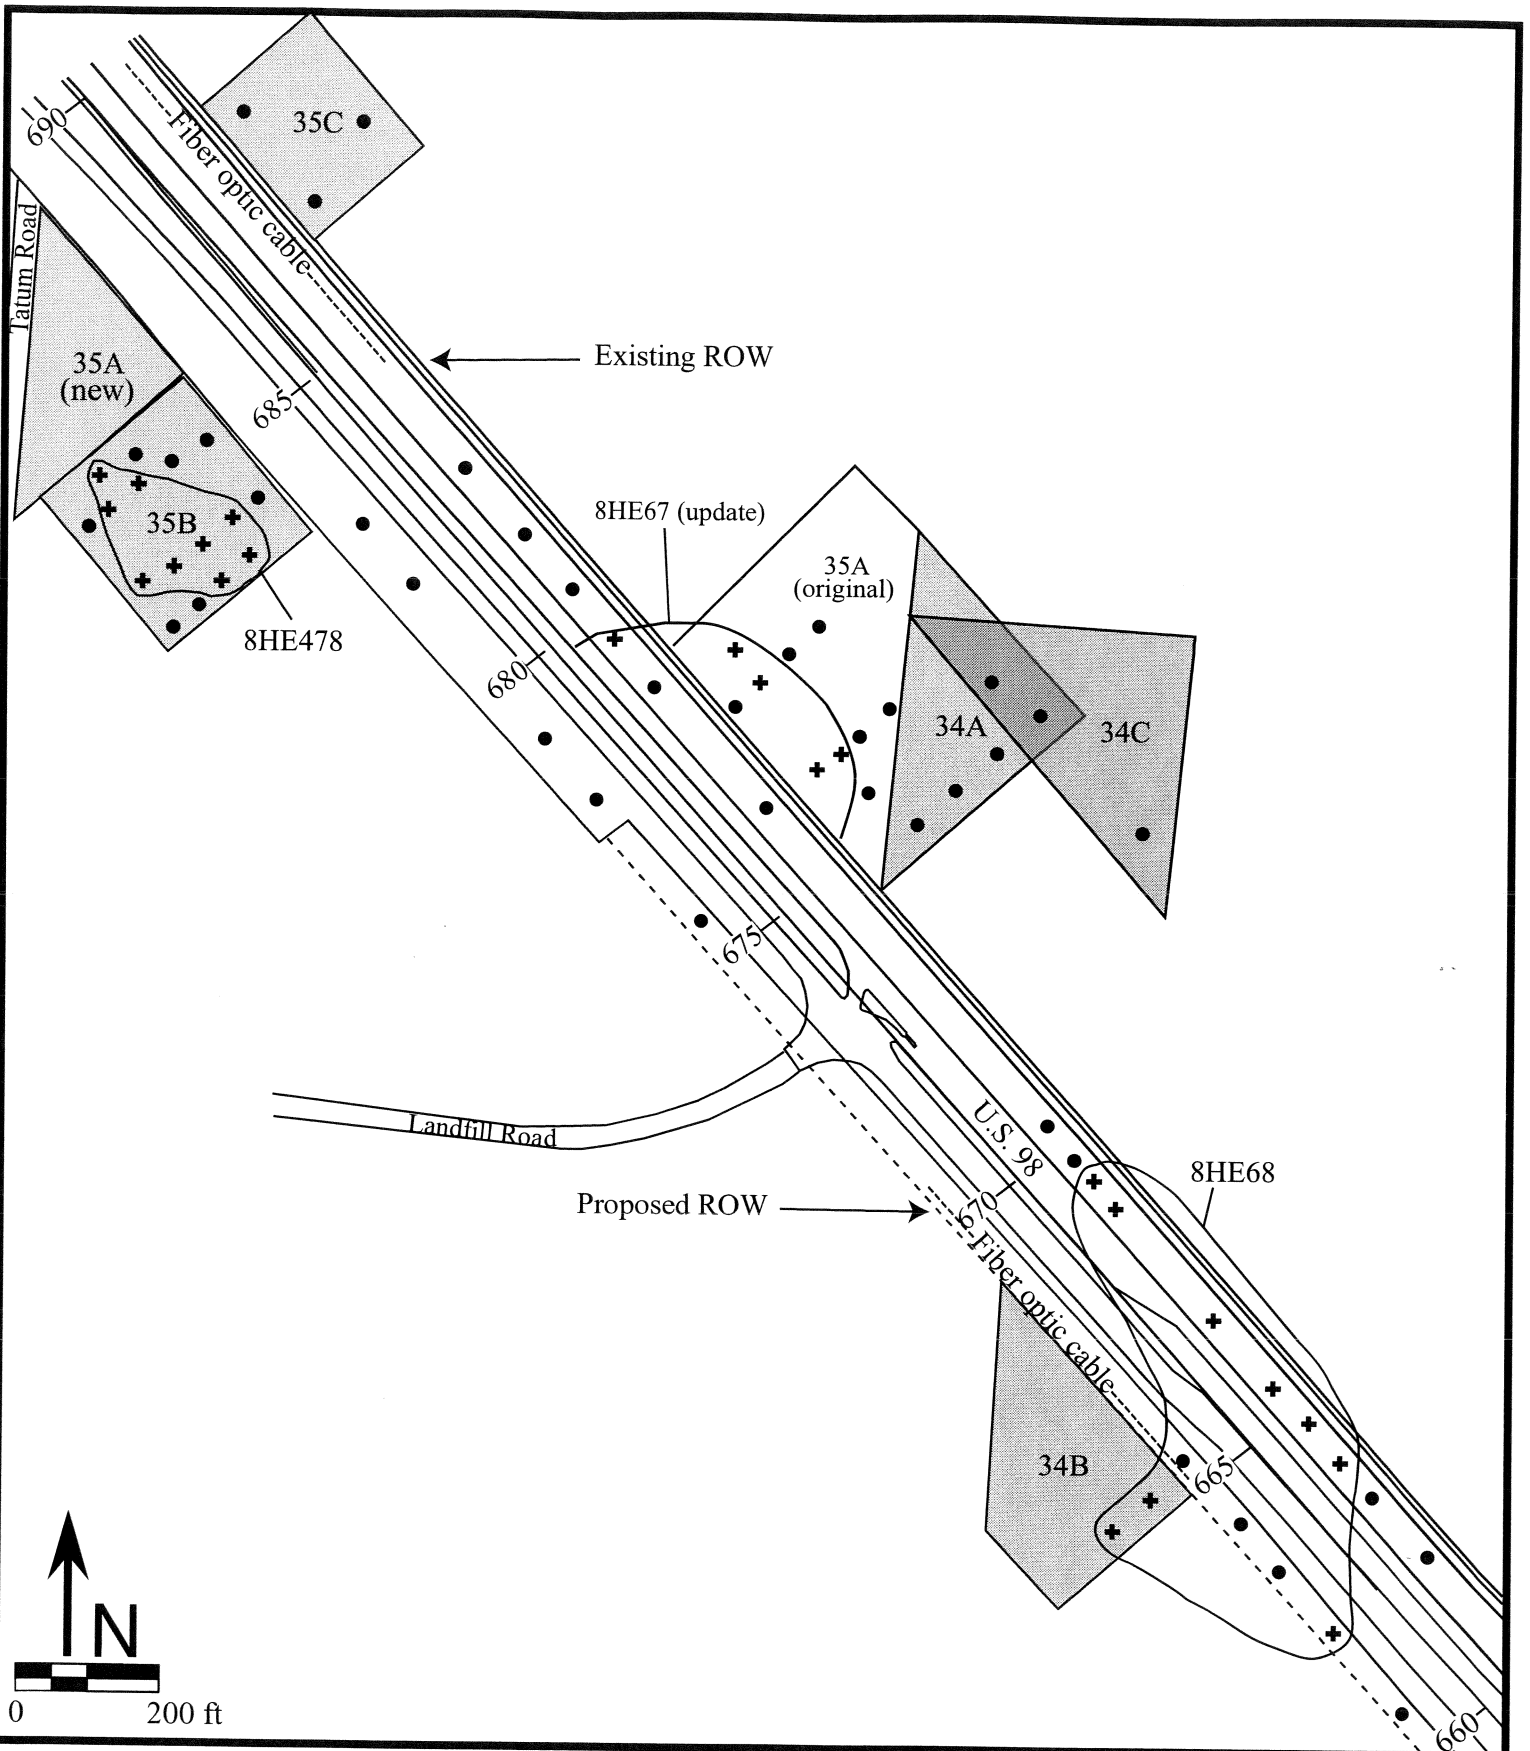 35C
690
Fiber optic cable
Tatum Road
Existing ROW
35A
(new)
685
8HE67 (update)
35B
35A
(original)
8HE478
680
34A
34C
675
U.S. 98
Landfill Road
8HE68
Proposed ROW
670
Fiber optic cable
34B
665
N
0 200 ft
660